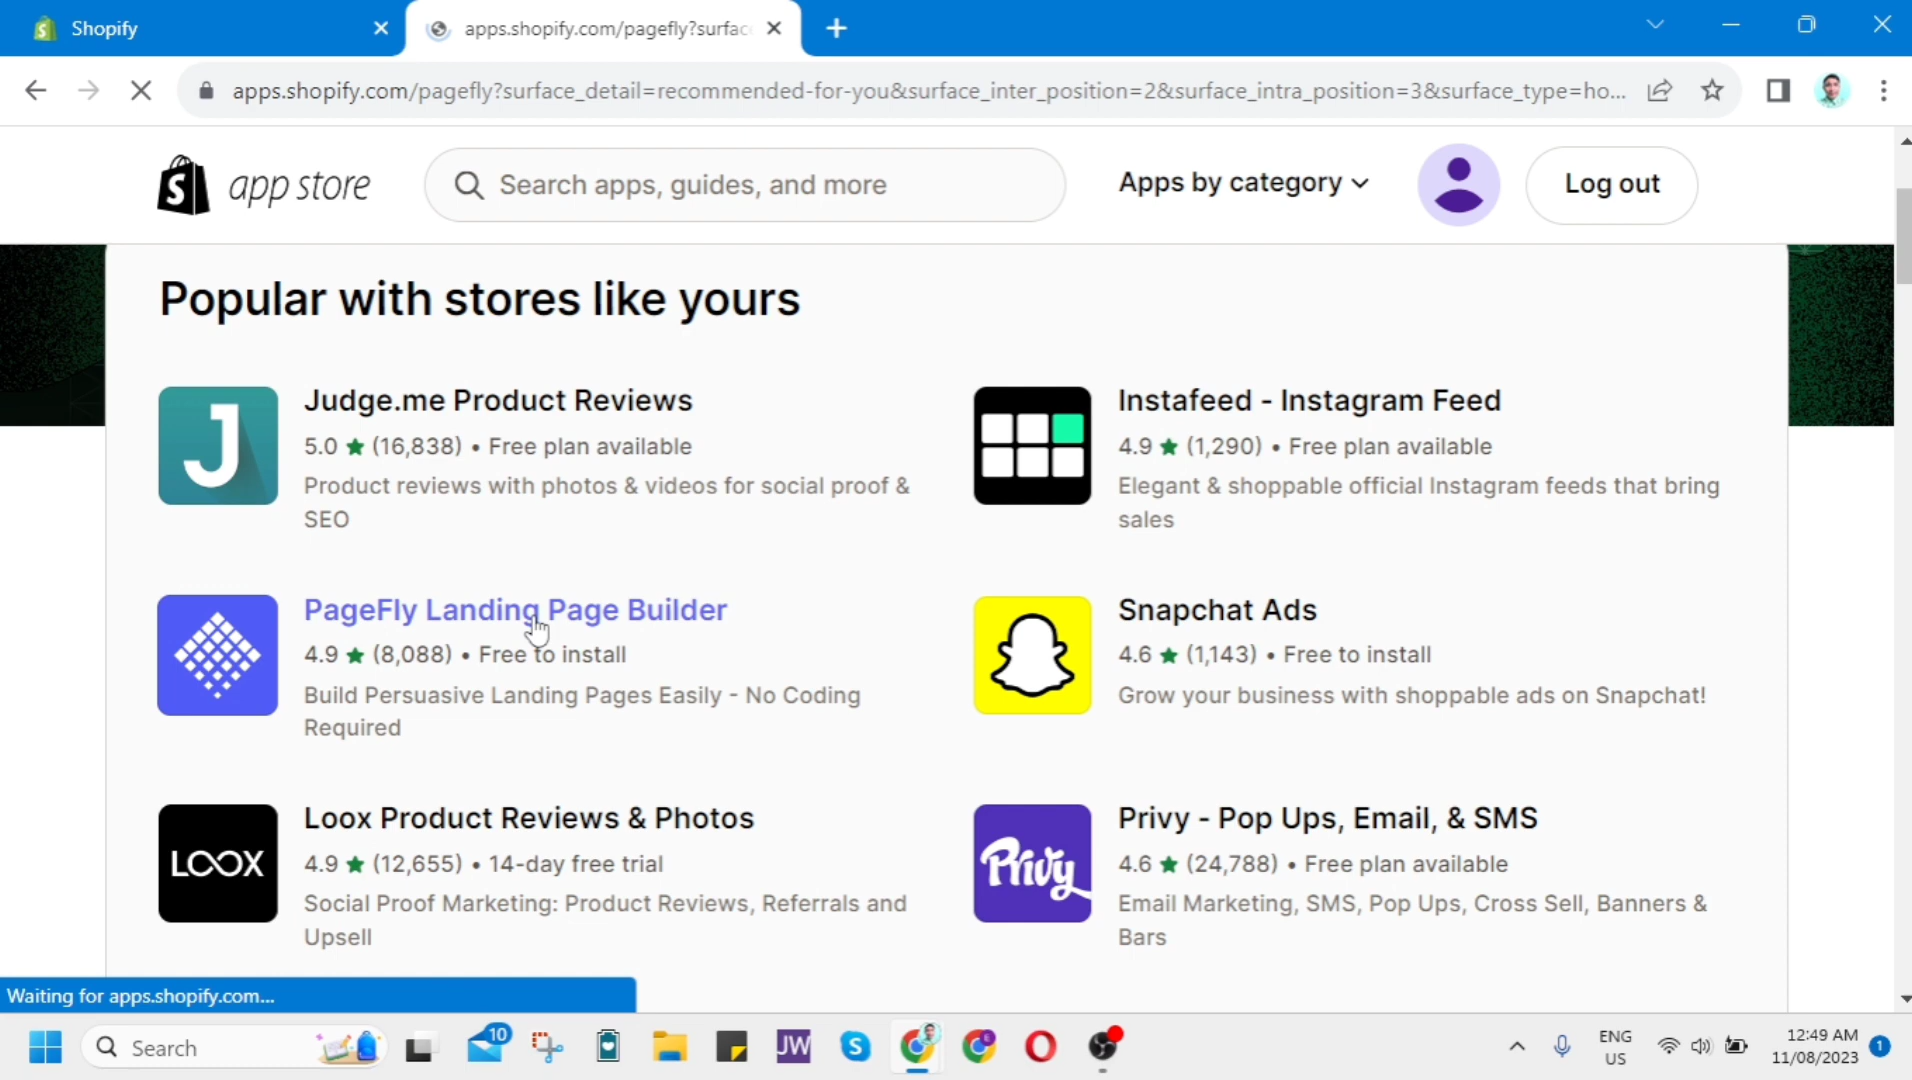 Shopify
apps.shopify.com/pagefly?surfac
apps.shopify.com/pagefly?surface_detail=recommended-for-you&surface_inter_position=2&surface_intra_position=3&surface_type=ho...
app store
Search apps, guides, and more
Apps by category
Log out
Popular with stores like yours
Judge.me Product Reviews
5.0 ★ (16,838) • Free plan available
Product reviews with photos & videos for social proof &
SEO
Instafeed - Instagram Feed
4.9 ★ (1,290) • Free plan available
Elegant & shoppable official Instagram feeds that bring
sales
PageFly Landing Page Builder
4.9 ★ (8,088) • Free to install
Build Persuasive Landing Pages Easily - No Coding
Required
Snapchat Ads
4.6 ★ (1,143) • Free to install
Grow your business with shoppable ads on Snapchat!
LOOX
Loox Product Reviews & Photos
4.9 ★ (12,655) • 14-day free trial
Social Proof Marketing: Product Reviews, Referrals and
Upsell
Privy
Privy - Pop Ups, Email, & SMS
4.6 ★ (24,788) • Free plan available
Email Marketing, SMS, Pop Ups, Cross Sell, Banners &
Bars
Waiting for apps.shopify.com...
Search
10
JW
ENG
US
12:49 AM
11/08/2023
1